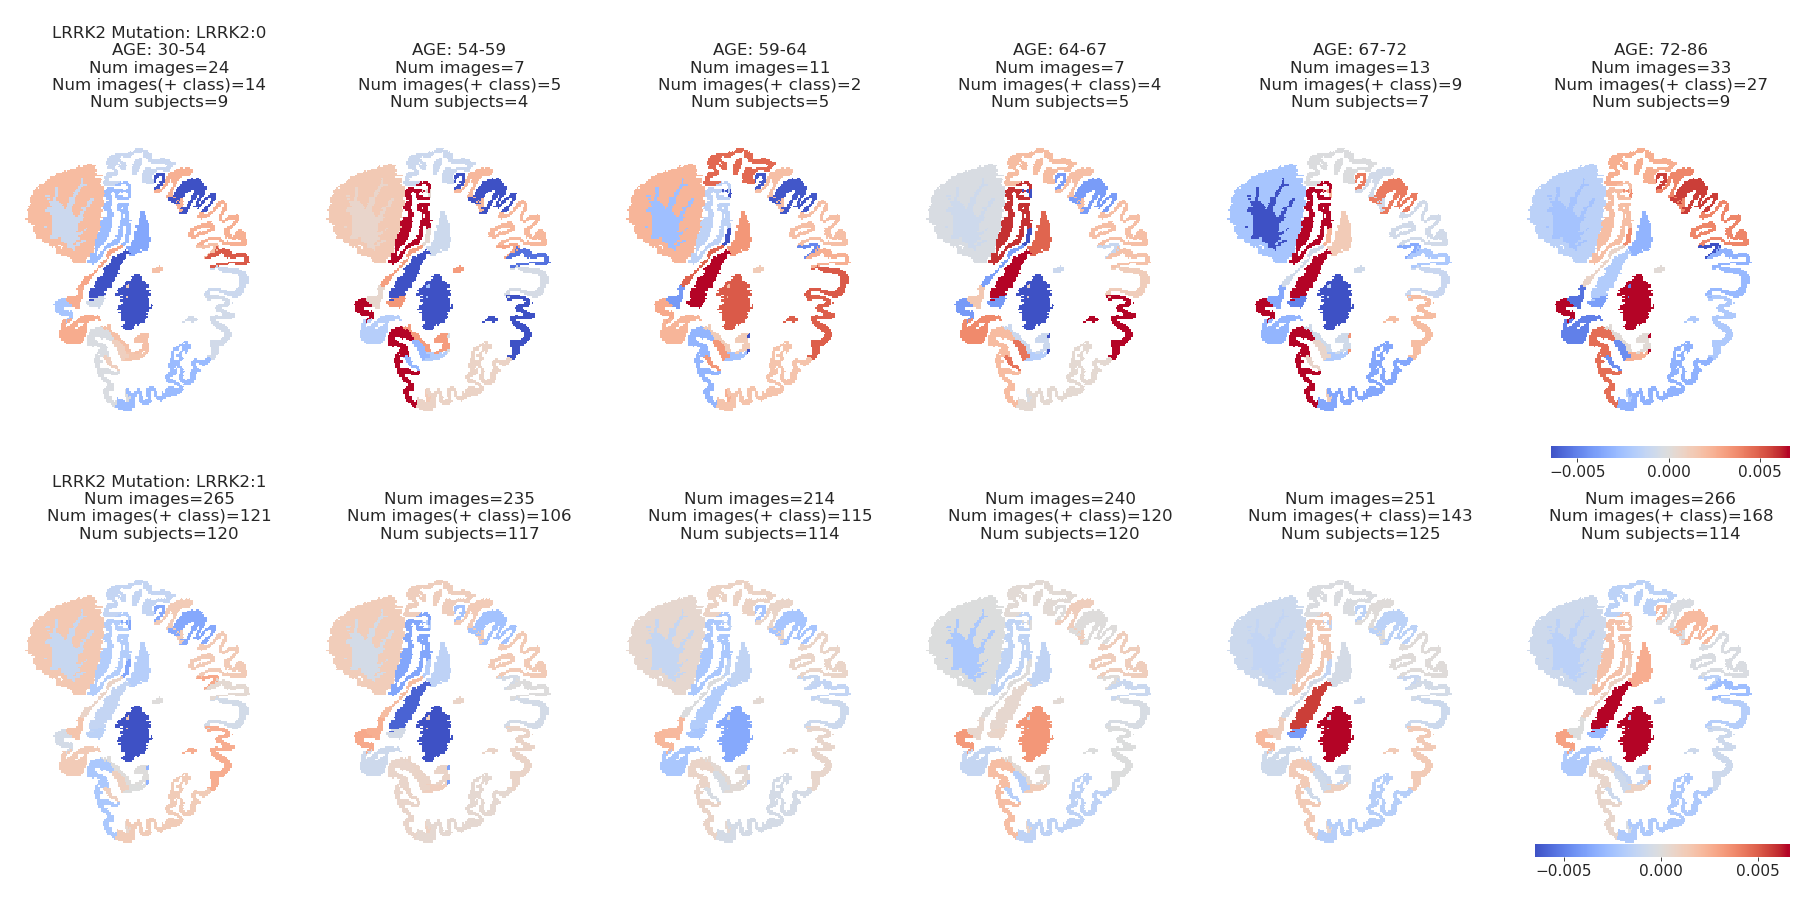 LRRK2 Mutation: LRRK2:0
AGE: 30-54
Num images=24
Num images(+ class)=14
Num subjects=9
AGE: 54-59
Num images=7
Num images(+ class)=5
Num subjects=4
AGE: 59-64
Num images=11
Num images(+ class)=2
Num subjects=5
AGE: 64-67
Num images=7
Num images(+ class)=4
Num subjects=5
AGE: 67-72
Num images=13
Num images(+ class)=9
Num subjects=7
AGE: 72-86
Num images=33
Num images(+ class)=27
Num subjects=9
−0.005 0.000 0.005
LRRK2 Mutation: LRRK2:1
Num images=265
Num images(+ class)=121
Num subjects=120
Num images=235
Num images(+ class)=106
Num subjects=117
Num images=214
Num images(+ class)=115
Num subjects=114
Num images=240
Num images(+ class)=120
Num subjects=120
Num images=251
Num images(+ class)=143
Num subjects=125
Num images=266
Num images(+ class)=168
Num subjects=114
−0.005 0.000 0.005